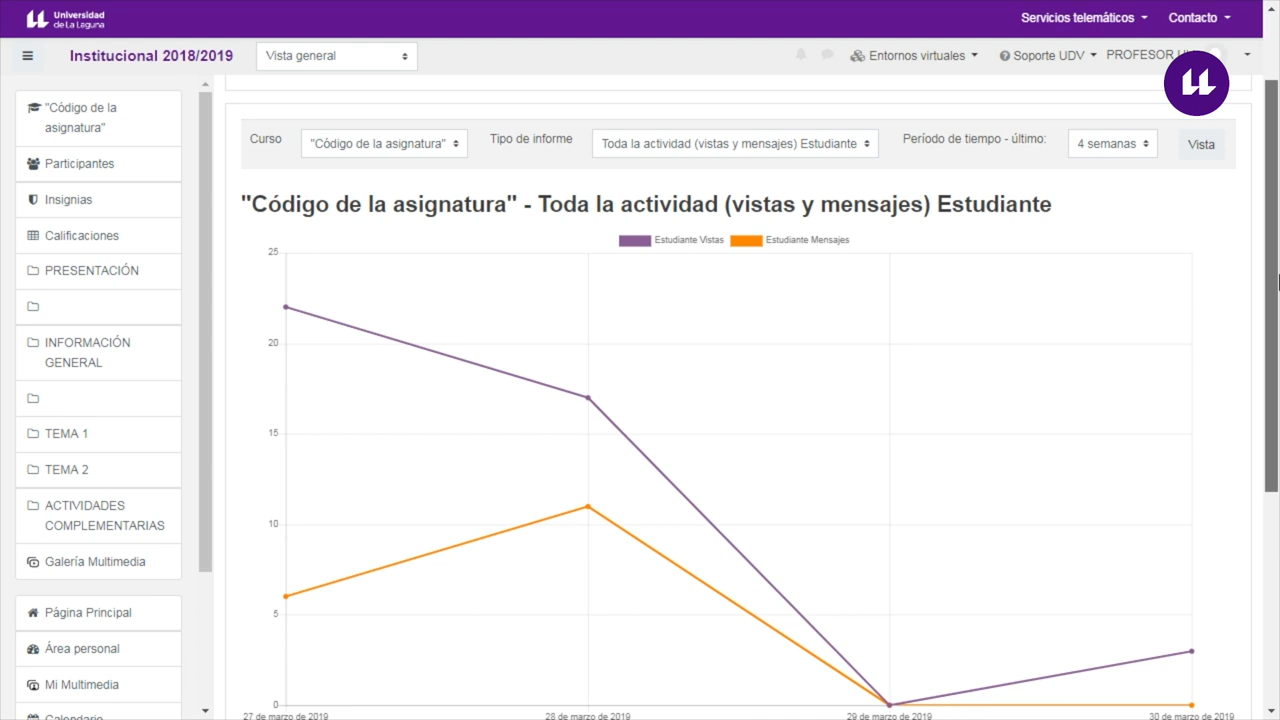 Universidad
de La Laguna
Servicios telemáticos
Contacto
Institucional 2018/2019
Vista general
Entornos virtuales
Soporte UDV
PROFESOR
"Código de la
asignatura"
Participantes
Insignias
Calificaciones
PRESENTACIÓN
INFORMACIÓN
GENERAL
TEMA 1
TEMA 2
ACTIVIDADES
COMPLEMENTARIAS
Galería Multimedia
Página Principal
Área personal
Mi Multimedia
Calendario
Curso
"Código de la asignatura"
Tipo de informe
Toda la actividad (vistas y mensajes) Estudiante
Período de tiempo - último:
4 semanas
Vista
"Código de la asignatura" - Toda la actividad (vistas y mensajes) Estudiante
Estudiante Vistas
Estudiante Mensajes
25
20
15
10
5
0
27 de marzo de 2019
28 de marzo de 2019
29 de marzo de 2019
30 de marzo de 2019